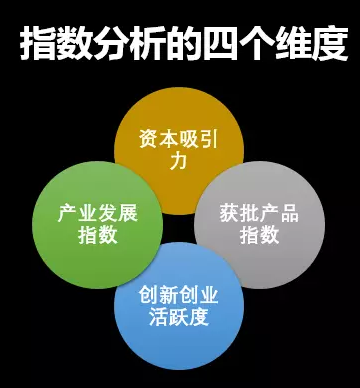 指数分析的四个维度
资本吸引
力
产业发展
指数
获批产品
指数
创新创业
活跃度